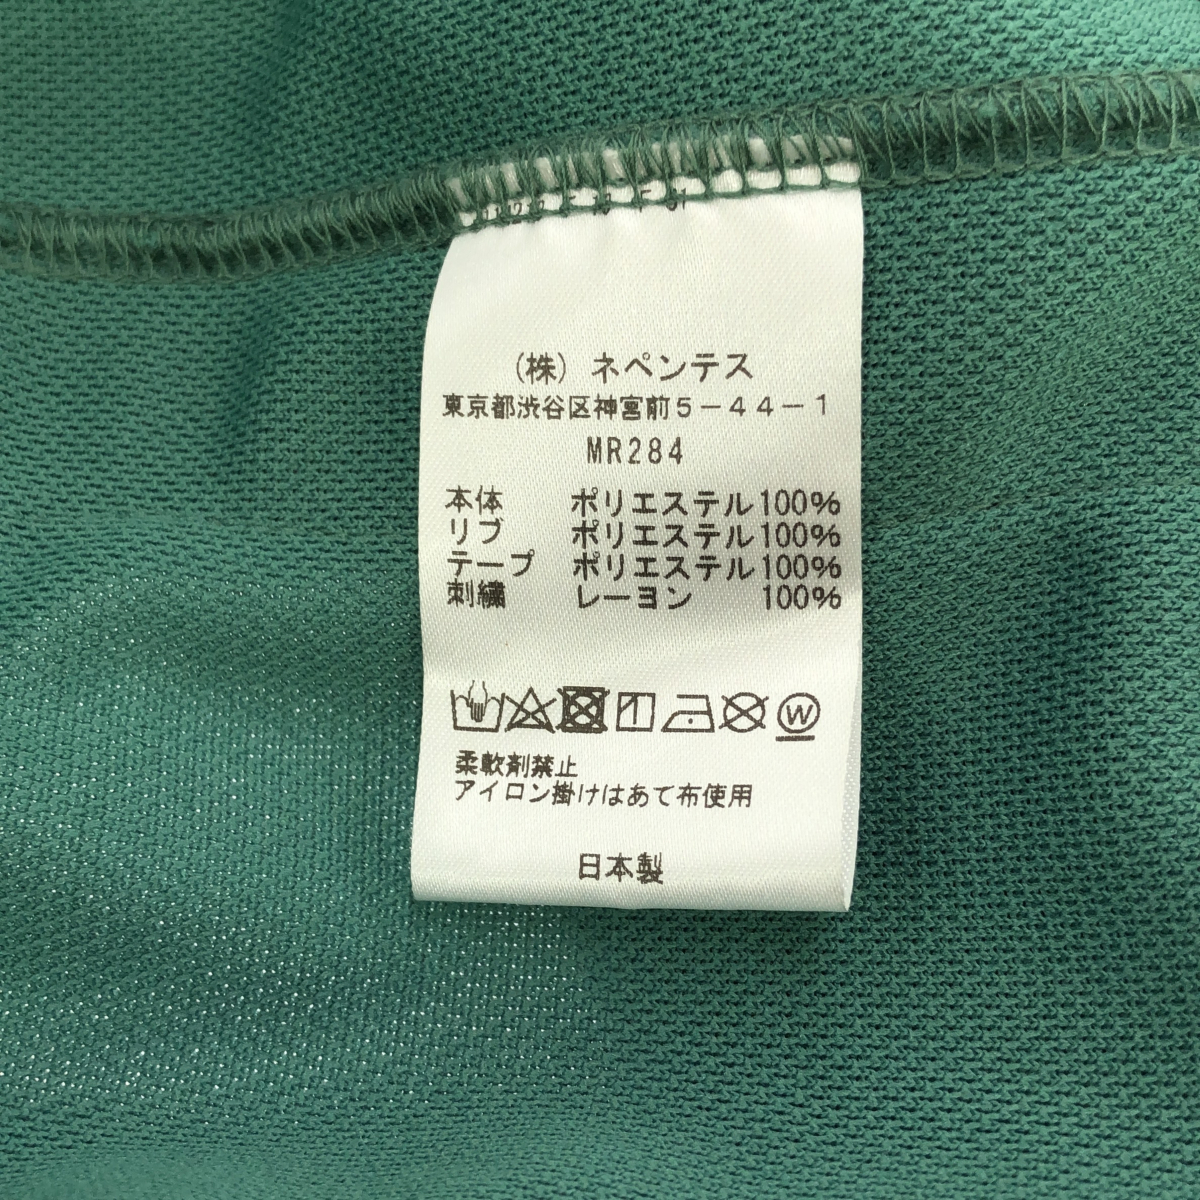 (株) ネペンテス
東京都渋谷区神宮前5-44-1
MR284
本体 ポリエステル100%
リブ ポリエステル100%
テープ ポリエステル100%
刺繍 レーヨン 100%
W
柔軟剤禁止
アイロン掛けはあて布使用
日本製